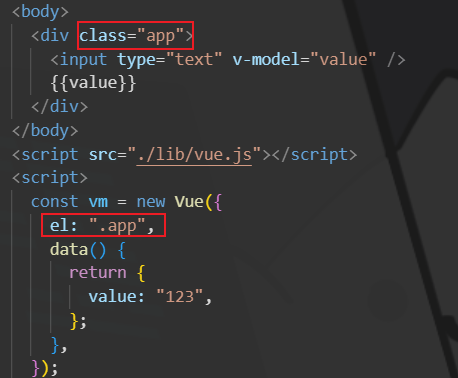 <body>
<div class="app">
<input type="text" v-model="value" />
{{value}}
</div>
</body>
<script src="./lib/vue.js"></script>
<script>
const vm = new Vue({
el: ".app",
data() {
return {
value: "123",
};
},
});